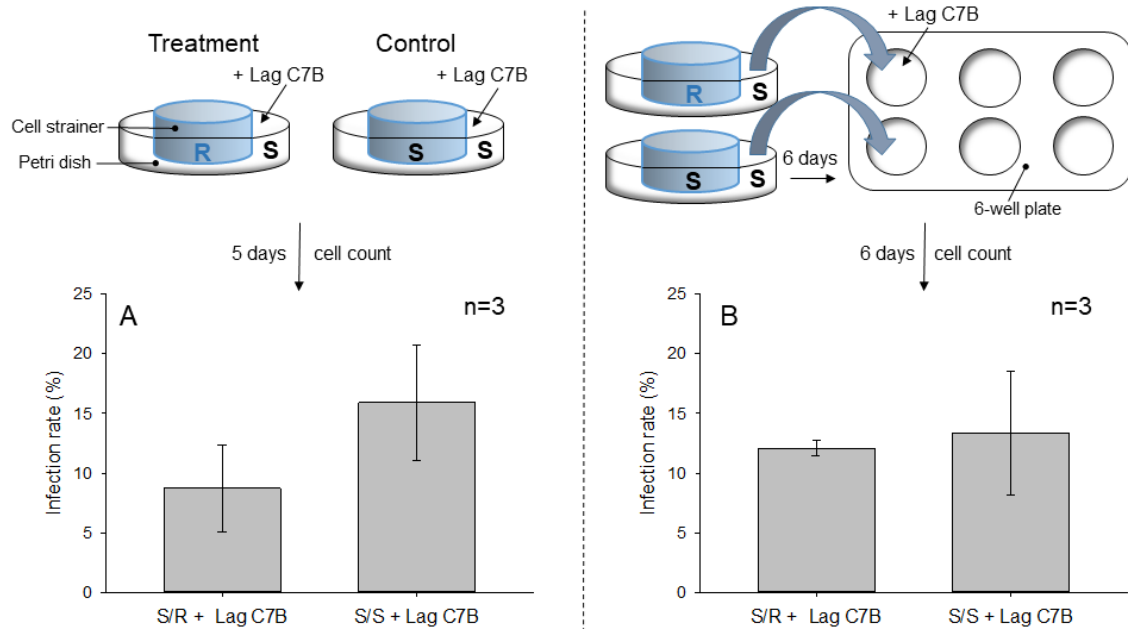 Treatment
Control
+ Lag C7B
+ Lag C7B
Cell strainer
Petri dish
R
S
S
S
5 days
cell count
A
n=3
Infection rate (%)
25
20
15
10
5
0
S/R + Lag C7B
S/S + Lag C7B
+ Lag C7B
R
S
S
S
6 days
6-well plate
6 days
cell count
B
n=3
Infection rate (%)
25
20
15
10
5
0
S/R + Lag C7B
S/S + Lag C7B